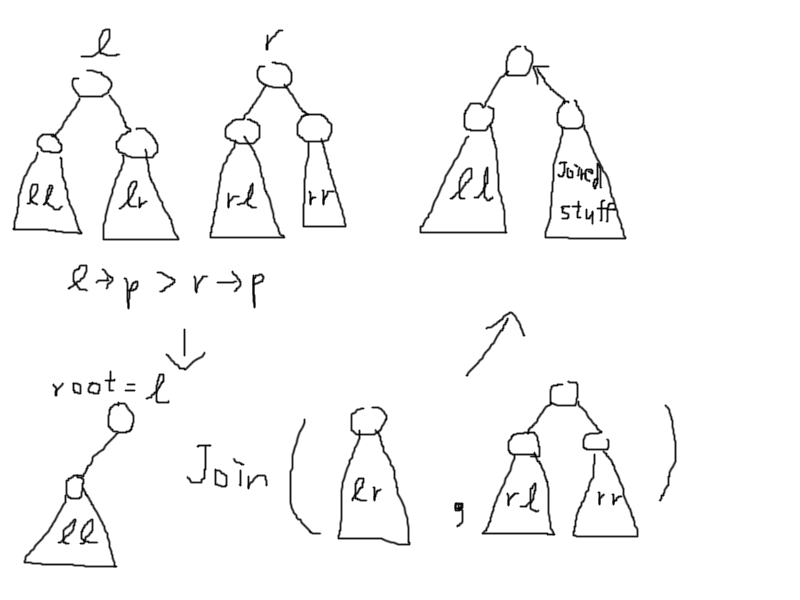 l r
ll lr rl rr ll Joined
stuff
l → p > r → p
root = l
Join ( lr , rl rr )
ll